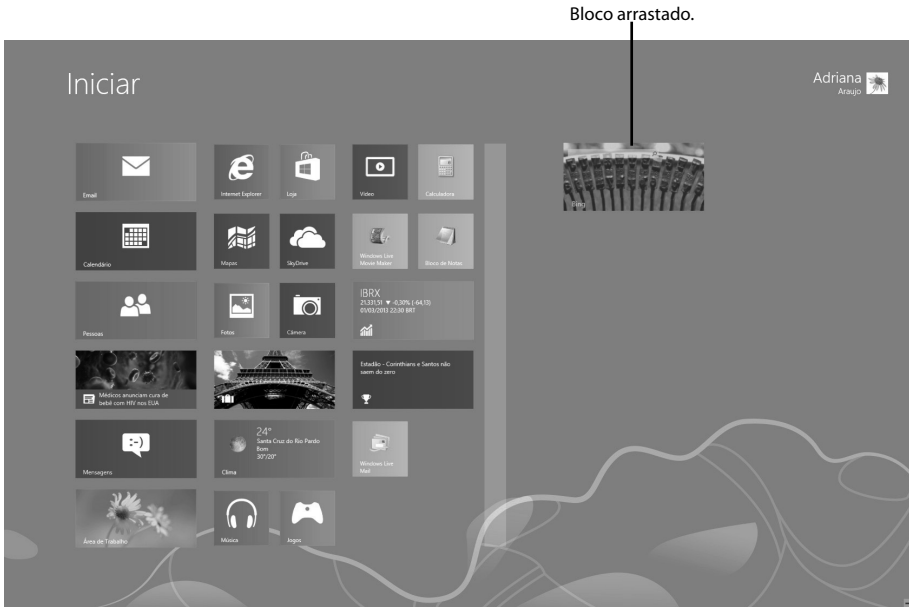 Bloco arrastado.
Iniciar
Adriana
Araujo
Email
Internet Explorer
Loja
Vídeo
Calculadora
Bing
Calendário
Mapas
SkyDrive
Windows Live
Movie Maker
Bloco de Notas
Pessoas
Fotos
Câmera
IBRX
21.331,51 ▼ -0,30% (-64,13)
01/03/2013 22:30 BRT
Médicos anunciam cura de
bebê com HIV nos EUA
Estadão - Corinthians e Santos não
saem do zero
Mensagens
:-)
24°
Santa Cruz do Rio Pardo
Bom
30°/20°
Clima
Windows Live
Mail
Área de Trabalho
Música
Jogos